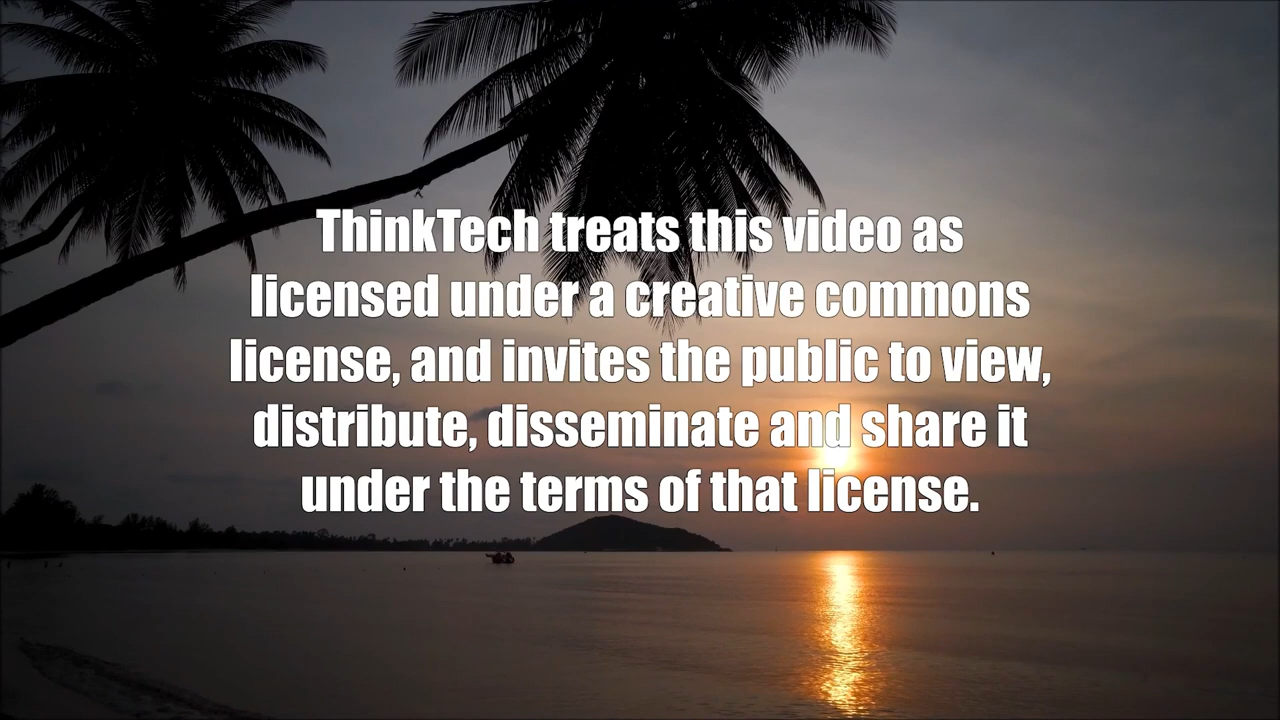 ThinkTech treats this video as
licensed under a creative commons
license, and invites the public to view,
distribute, disseminate and share it
under the terms of that license.